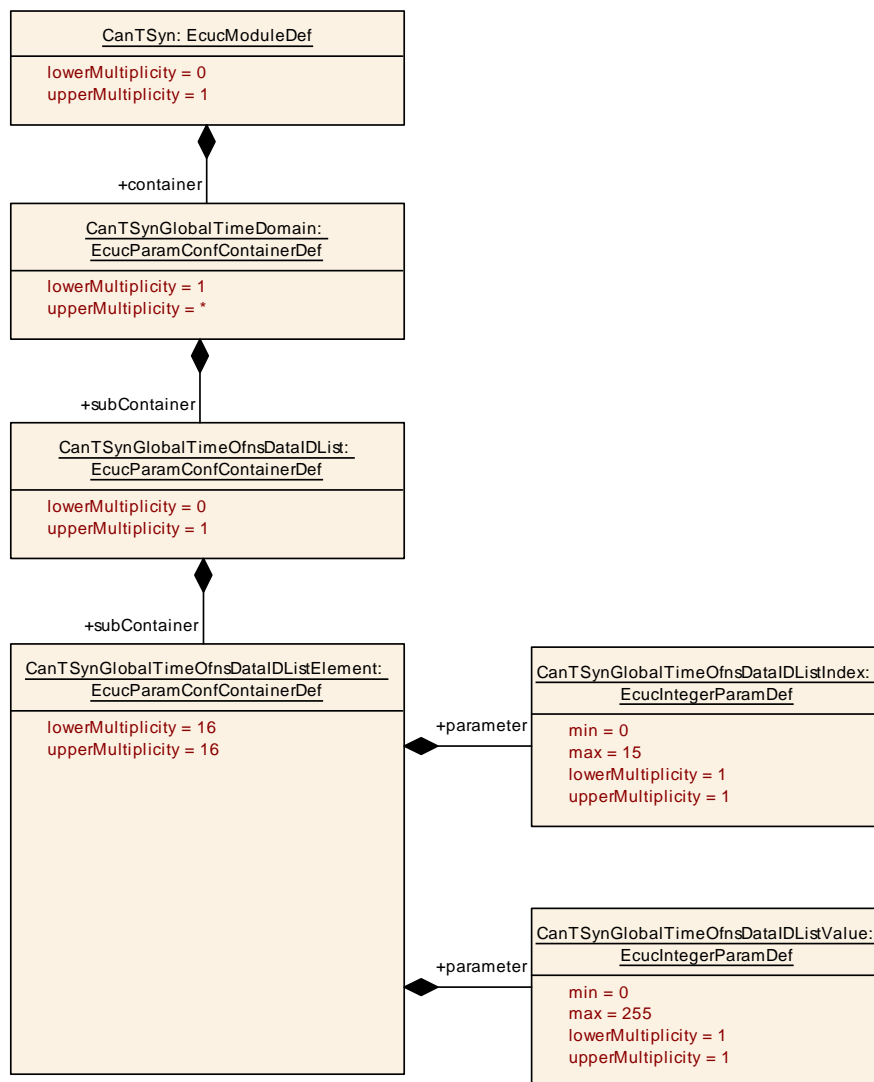 CanTSyn: EcucModuleDef
lowerMultiplicity = 0
upperMultiplicity = 1
+container
CanTSynGlobalTimeDomain:
EcucParamConfContainerDef
lowerMultiplicity = 1
upperMultiplicity = *
+subContainer
CanTSynGlobalTimeOfnsDataIDList:
EcucParamConfContainerDef
lowerMultiplicity = 0
upperMultiplicity = 1
+subContainer
CanTSynGlobalTimeOfnsDataIDListElement:
EcucParamConfContainerDef
lowerMultiplicity = 16
upperMultiplicity = 16
+parameter
CanTSynGlobalTimeOfnsDataIDListIndex:
EcucIntegerParamDef
min = 0
max = 15
lowerMultiplicity = 1
upperMultiplicity = 1
+parameter
CanTSynGlobalTimeOfnsDataIDListValue:
EcucIntegerParamDef
min = 0
max = 255
lowerMultiplicity = 1
upperMultiplicity = 1